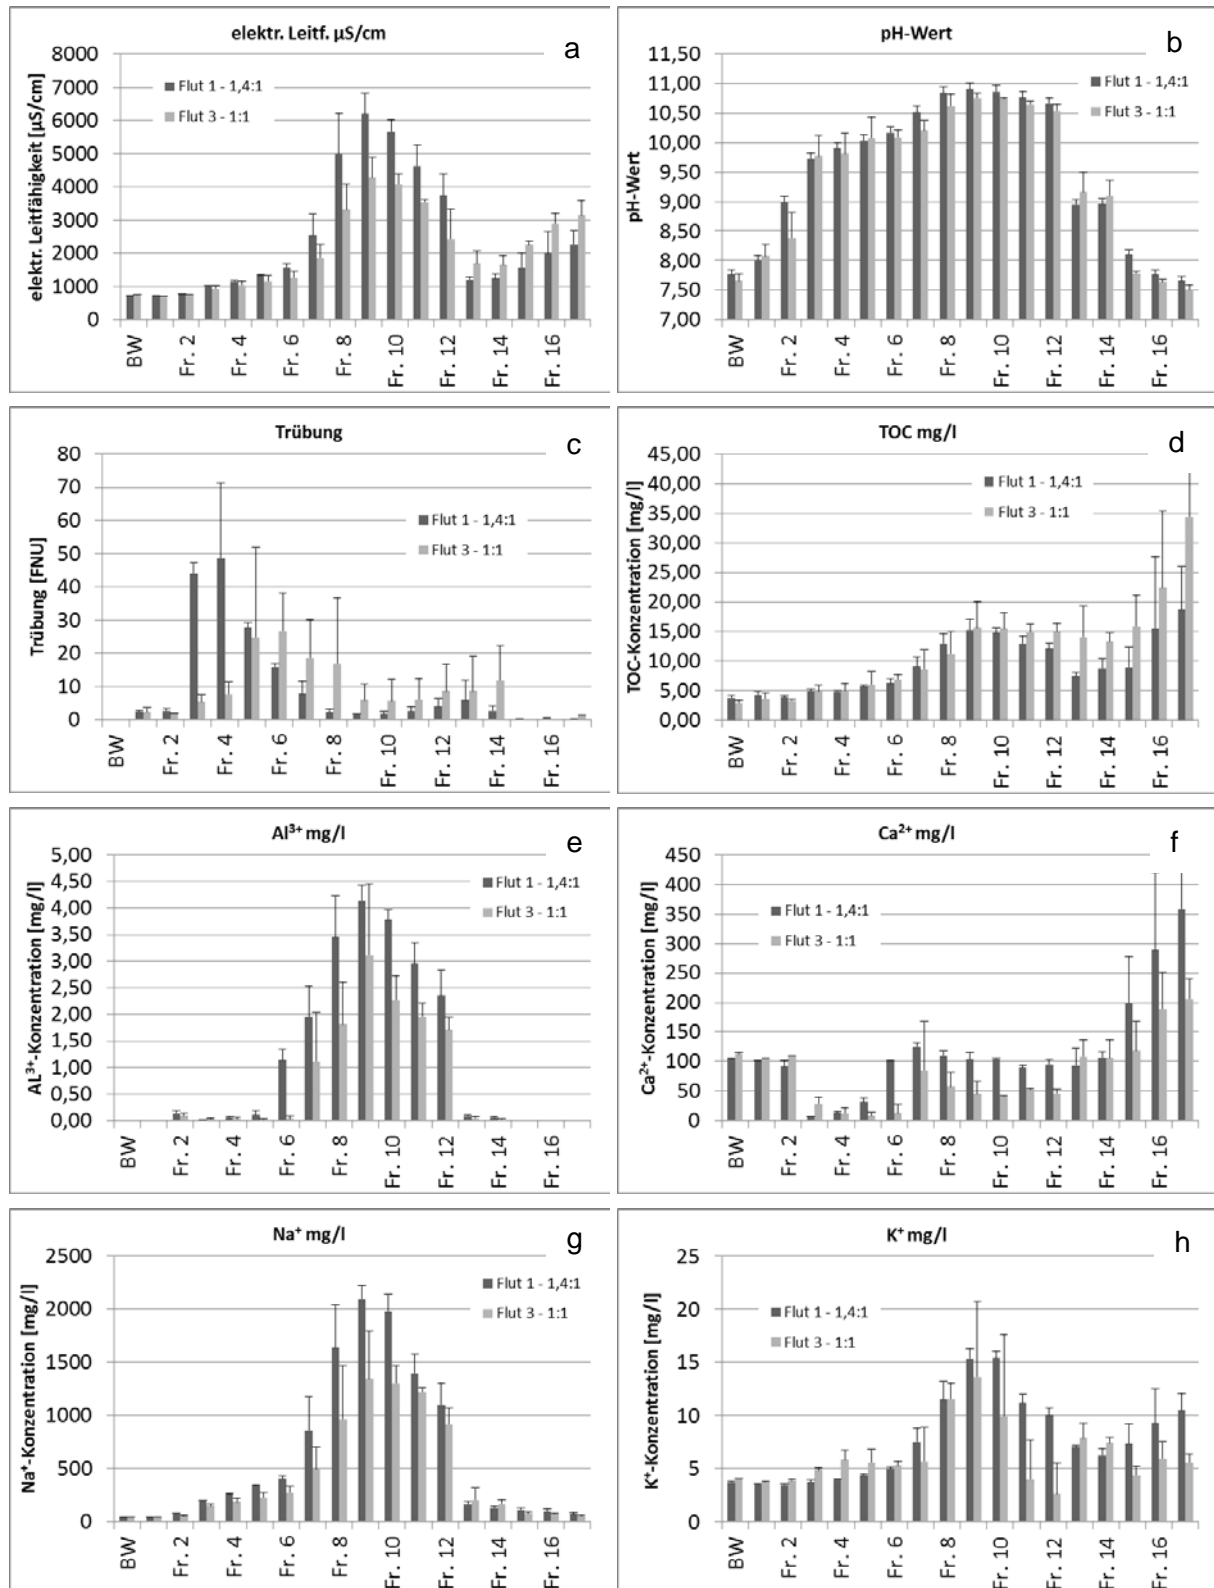 elektr. Leitf. µS/cm
a
elektr. Leitfähigkeit [µS/cm]
8000
7000
6000
5000
4000
3000
2000
1000
0
Flut 1 - 1,4:1
Flut 3 - 1:1
BW
Fr. 2
Fr. 4
Fr. 6
Fr. 8
Fr. 10
Fr. 12
Fr. 14
Fr. 16
pH-Wert
b
pH-Wert
11,50
11,00
10,50
10,00
9,50
9,00
8,50
8,00
7,50
7,00
Flut 1 - 1,4:1
Flut 3 - 1:1
BW
Fr. 2
Fr. 4
Fr. 6
Fr. 8
Fr. 10
Fr. 12
Fr. 14
Fr. 16
Trübung
c
Trübung [FNU]
80
70
60
50
40
30
20
10
0
Flut 1 - 1,4:1
Flut 3 - 1:1
BW
Fr. 2
Fr. 4
Fr. 6
Fr. 8
Fr. 10
Fr. 12
Fr. 14
Fr. 16
TOC mg/l
d
TOC-Konzentration [mg/l]
45,00
40,00
35,00
30,00
25,00
20,00
15,00
10,00
5,00
0,00
Flut 1 - 1,4:1
Flut 3 - 1:1
BW
Fr. 2
Fr. 4
Fr. 6
Fr. 8
Fr. 10
Fr. 12
Fr. 14
Fr. 16
Al³⁺ mg/l
e
AL³⁺-Konzentration [mg/l]
5,00
4,50
4,00
3,50
3,00
2,50
2,00
1,50
1,00
0,50
0,00
Flut 1 - 1,4:1
Flut 3 - 1:1
BW
Fr. 2
Fr. 4
Fr. 6
Fr. 8
Fr. 10
Fr. 12
Fr. 14
Fr. 16
Ca²⁺ mg/l
f
Ca²⁺-Konzentration [mg/l]
450
400
350
300
250
200
150
100
50
0
Flut 1 - 1,4:1
Flut 3 - 1:1
BW
Fr. 2
Fr. 4
Fr. 6
Fr. 8
Fr. 10
Fr. 12
Fr. 14
Fr. 16
Na⁺ mg/l
g
Na⁺-Konzentration [mg/l]
2500
2000
1500
1000
500
0
Flut 1 - 1,4:1
Flut 3 - 1:1
BW
Fr. 2
Fr. 4
Fr. 6
Fr. 8
Fr. 10
Fr. 12
Fr. 14
Fr. 16
K⁺ mg/l
h
K⁺-Konzentration [mg/l]
25
20
15
10
5
0
Flut 1 - 1,4:1
Flut 3 - 1:1
BW
Fr. 2
Fr. 4
Fr. 6
Fr. 8
Fr. 10
Fr. 12
Fr. 14
Fr. 16